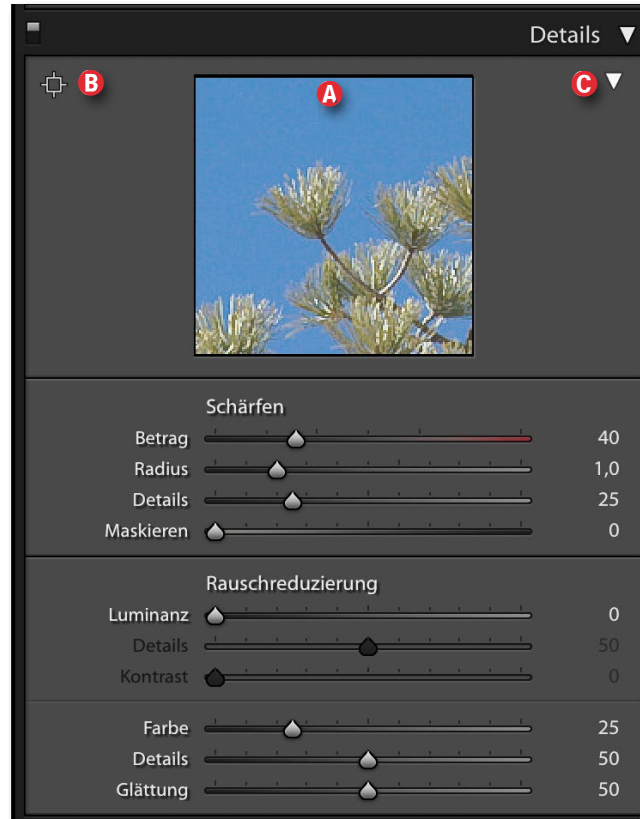 Details ▼
B A C ▼
Schärfen
Betrag 40
Radius 1,0
Details 25
Maskieren 0
Rauschreduzierung
Luminanz 0
Details 50
Kontrast 0
Farbe 25
Details 50
Glättung 50